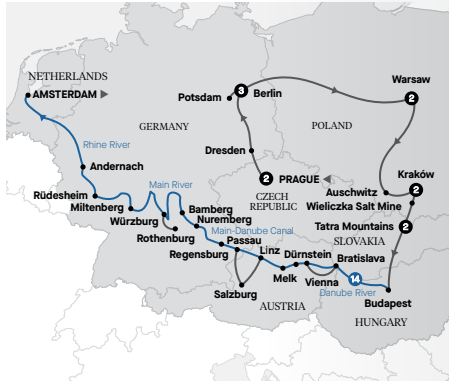 NETHERLANDS
AMSTERDAM
Rhine River
Andernach
Rüdesheim
Miltenberg
Würzburg
Main River
Rothenburg
Bamberg
Nuremberg
Main-Danube Canal
Regensburg
Passau
Linz
Salzburg
Melk
Dürnstein
Vienna
Bratislava
14
Danube River
Budapest
GERMANY
Potsdam
3
Berlin
Dresden
2
PRAGUE
CZECH
REPUBLIC
POLAND
Warsaw
2
Kraków
2
Auschwitz
Wieliczka Salt Mine
Tatra Mountains
2
SLOVAKIA
AUSTRIA
HUNGARY